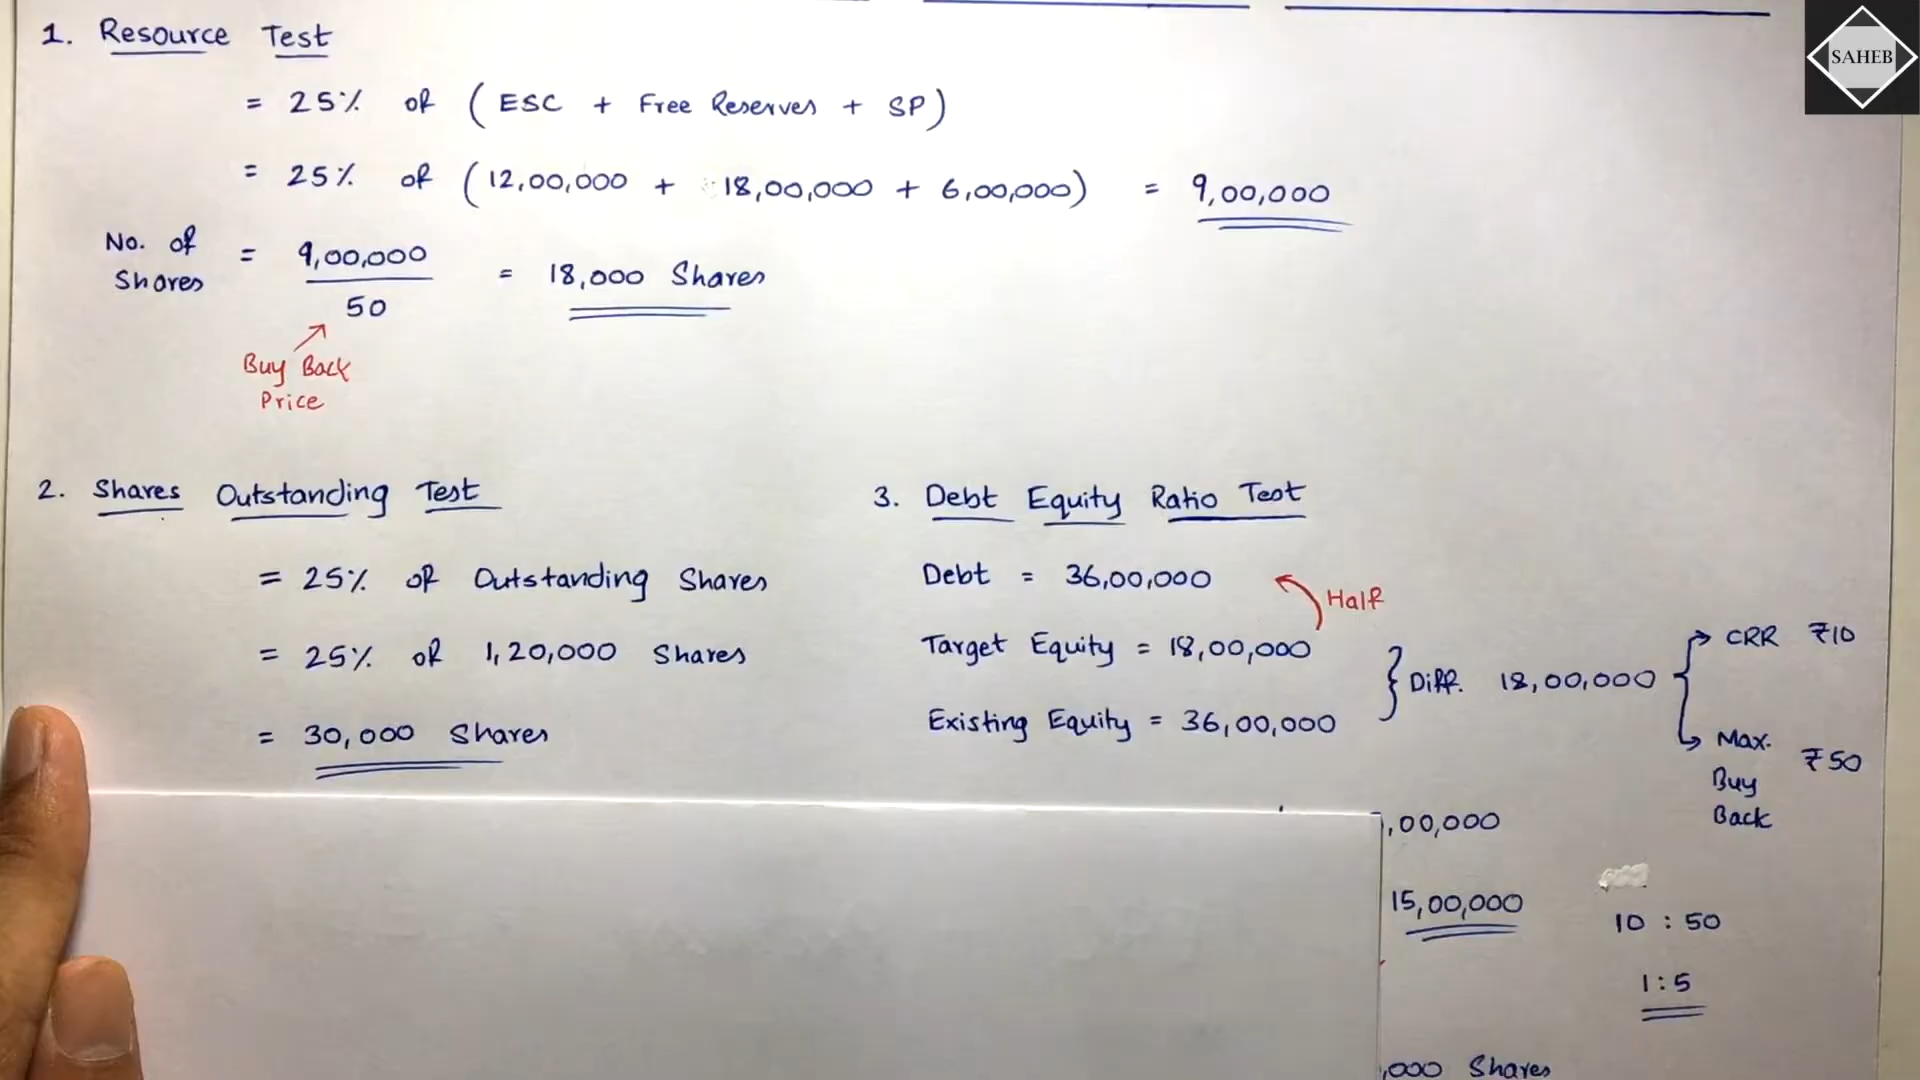 SAHEB
1. Resource Test
= 25% of (ESC + Free Reserves + SP)
= 25% of (12,00,000 + 18,00,000 + 6,00,000) = 9,00,000
No. of Shares = 9,00,000 / 50 = 18,000 Shares
Buy Back
Price
2. Shares Outstanding Test
= 25% of Outstanding Shares
= 25% of 1,20,000 Shares
= 30,000 Shares
3. Debt Equity Ratio Test
Debt = 36,00,000
Half
Target Equity = 18,00,000
Existing Equity = 36,00,000
} Diff. 18,00,000
CRR ₹10
Max. Buy Back ₹50
,00,000
15,00,000
10 : 50
1 : 5
,000 Shares